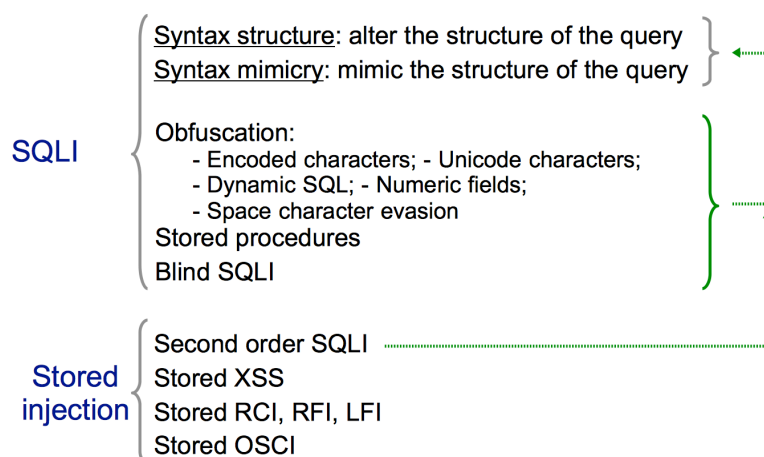 SQLI
Syntax structure: alter the structure of the query
Syntax mimicry: mimic the structure of the query
Obfuscation:
- Encoded characters; - Unicode characters;
- Dynamic SQL; - Numeric fields;
- Space character evasion
Stored procedures
Blind SQLI
Stored
injection
Second order SQLI
Stored XSS
Stored RCI, RFI, LFI
Stored OSCI